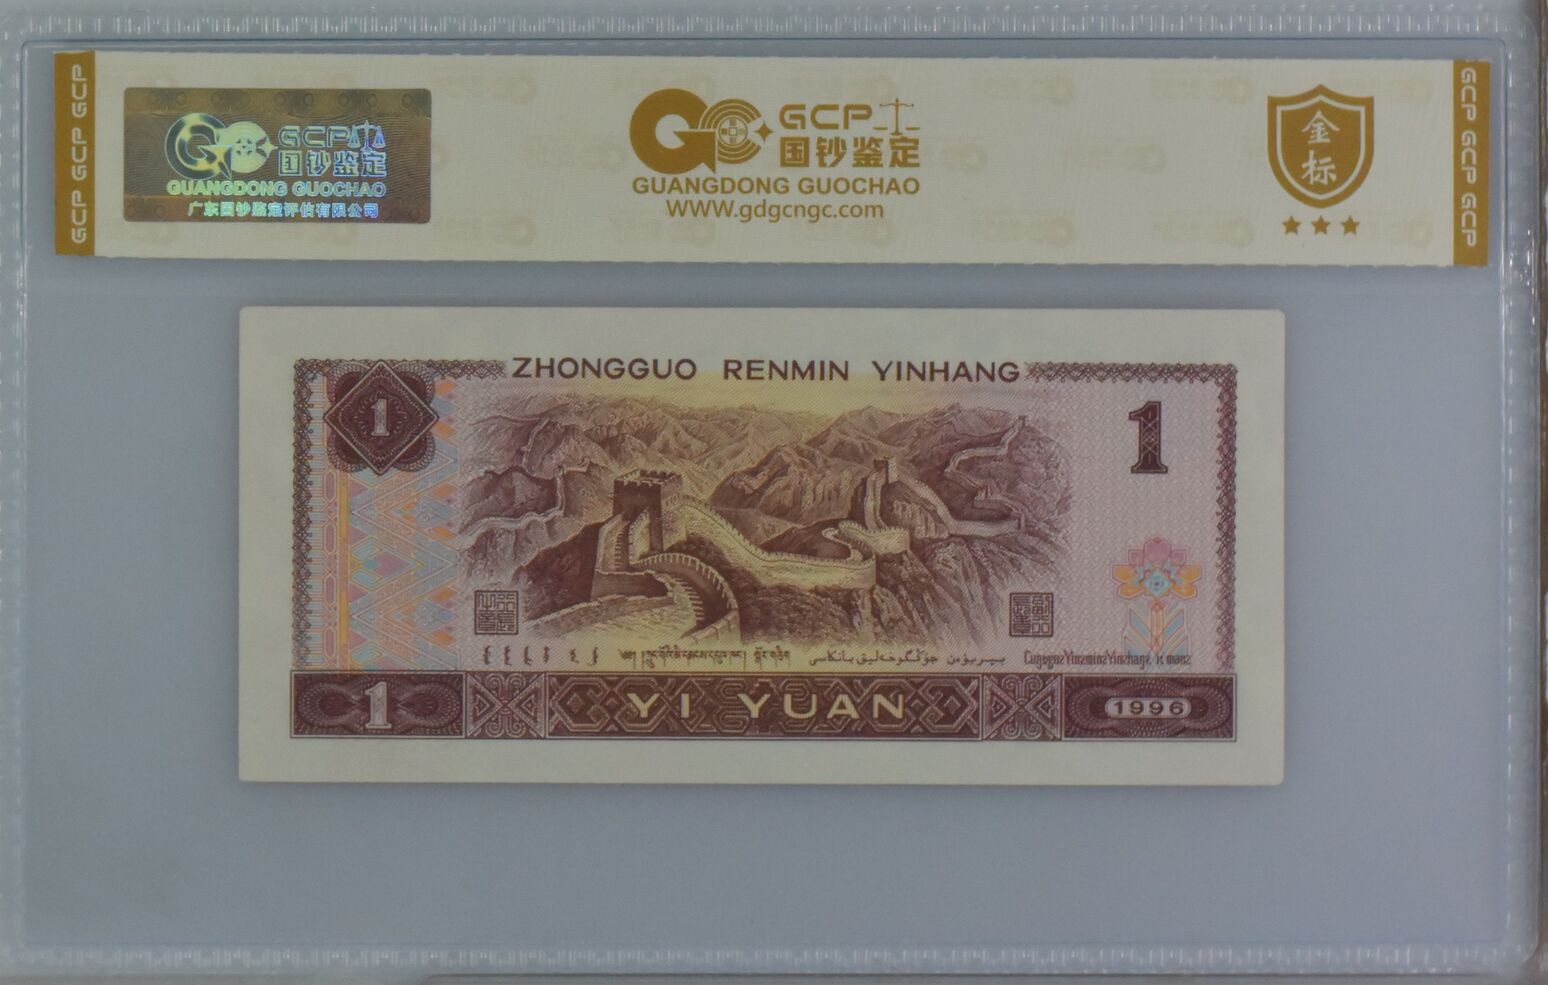 GCP GCP GCP
GCP
国钞鉴定
GUANGDONG GUOCHAO
广东国钞鉴定评估有限公司
GCP
国钞鉴定
GUANGDONG GUOCHAO
WWW.gdgcngc.com
金
标
GCP GCP GCP
ZHONGGUO RENMIN YINHANG
1
1
1
YI YUAN
1996